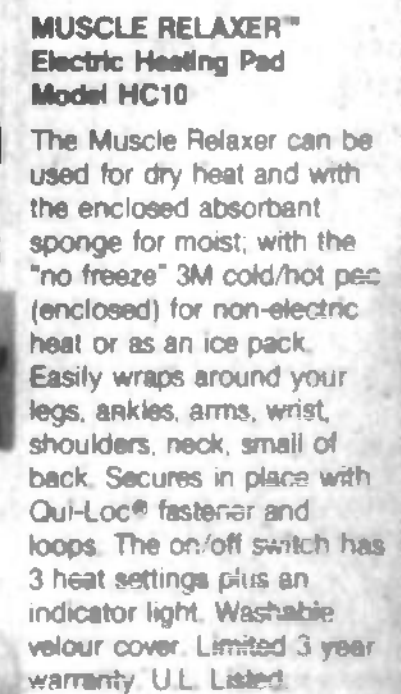 MUSCLE RELAXER™
Electric Heating Pad
Model HC10
The Muscle Relaxer can be
used for dry heat and with
the enclosed absorbant
sponge for moist; with the
"no freeze" 3M cold/hot pac
(enclosed) for non-electric
heat or as an ice pack.
Easily wraps around your
legs, ankles, arms, wrist,
shoulders, neck, small of
back. Secures in place with
Qui-Loc® fastener and
loops. The on/off switch has
3 heat settings plus an
indicator light. Washable
velour cover. Limited 3 year
warranty. U.L. Listed.